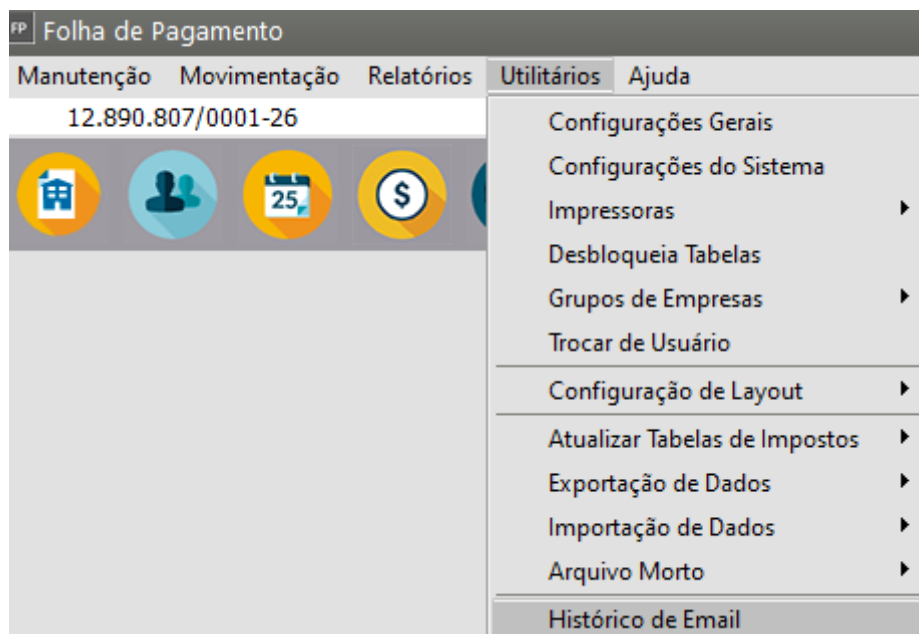 FP Folha de Pagamento
Manutenção Movimentação Relatórios Utilitários Ajuda
12.890.807/0001-26
25
$
Configurações Gerais
Configurações do Sistema
Impressoras
Desbloqueia Tabelas
Grupos de Empresas
Trocar de Usuário
Configuração de Layout
Atualizar Tabelas de Impostos
Exportação de Dados
Importação de Dados
Arquivo Morto
Histórico de Email